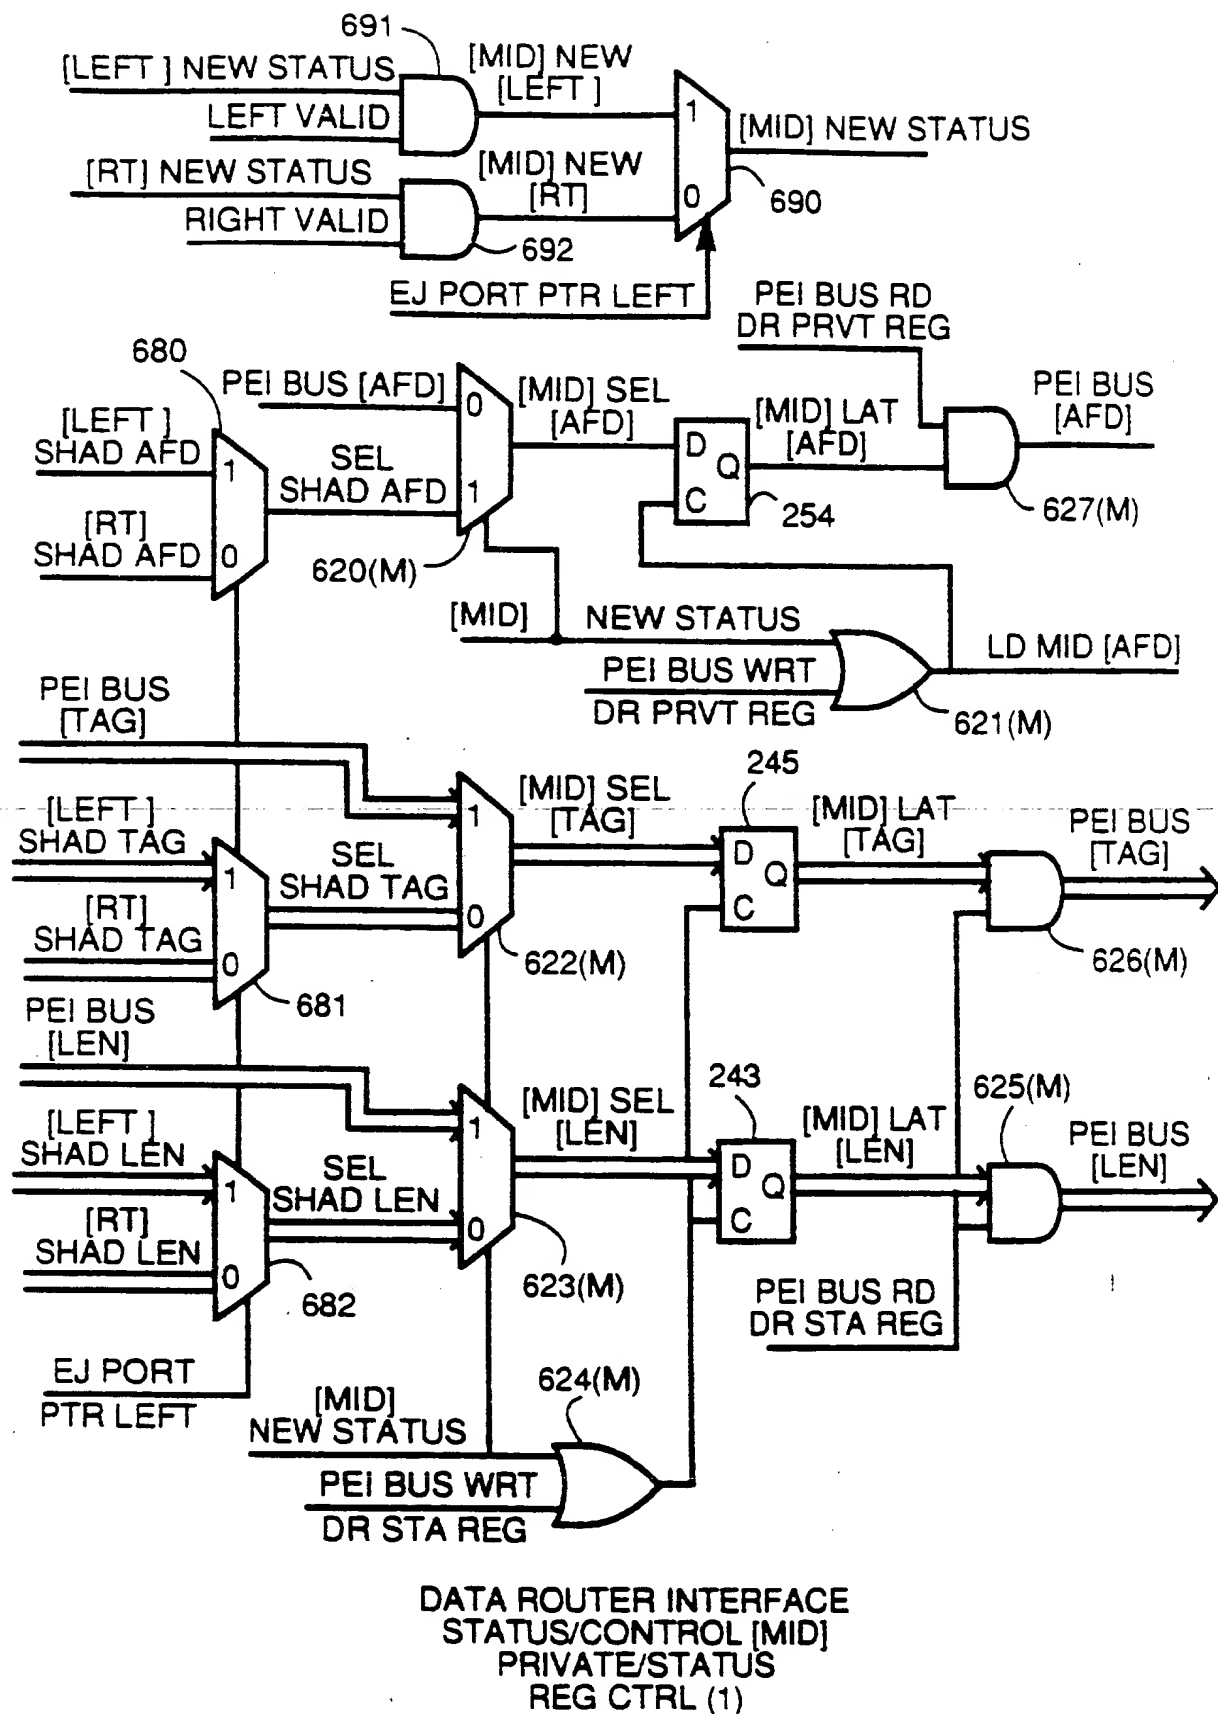 691
[LEFT ] NEW STATUS
[MID] NEW
[LEFT ]
LEFT VALID
1
[MID] NEW STATUS
[RT] NEW STATUS
[MID] NEW
[RT]
0
690
RIGHT VALID
692
EJ PORT PTR LEFT
PEI BUS RD
DR PRVT REG
680
PEI BUS [AFD]
0
[MID] SEL
[AFD]
[MID] LAT
[AFD]
PEI BUS
[AFD]
[LEFT ]
SHAD AFD
1
SEL
SHAD AFD
1
D
Q
C
254
627(M)
[RT]
SHAD AFD
0
620(M)
[MID]
NEW STATUS
PEI BUS WRT
DR PRVT REG
LD MID [AFD]
621(M)
PEI BUS
[TAG]
245
[MID] SEL
[TAG]
1
[MID] LAT
[TAG]
PEI BUS
[TAG]
[LEFT ]
SHAD TAG
1
SEL
SHAD TAG
0
D
Q
C
[RT]
SHAD TAG
0
622(M)
626(M)
681
PEI BUS
[LEN]
243
625(M)
[MID] SEL
[LEN]
1
[MID] LAT
[LEN]
PEI BUS
[LEN]
[LEFT ]
SHAD LEN
1
SEL
SHAD LEN
0
D
Q
C
[RT]
SHAD LEN
0
682
623(M)
PEI BUS RD
DR STA REG
EJ PORT
PTR LEFT
624(M)
[MID]
NEW STATUS
PEI BUS WRT
DR STA REG
DATA ROUTER INTERFACE
STATUS/CONTROL [MID]
PRIVATE/STATUS
REG CTRL (1)